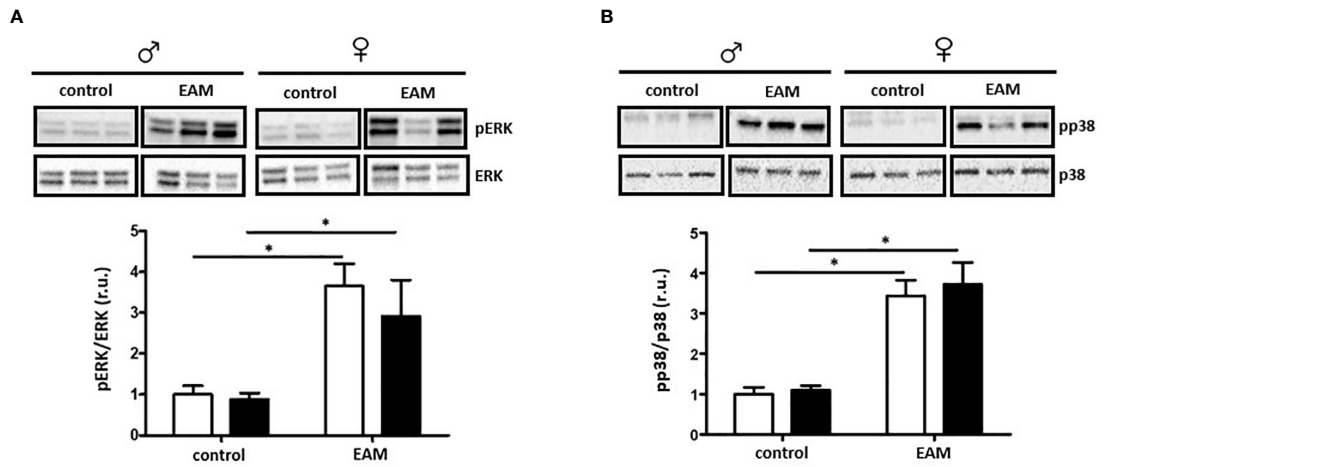 A
♂ ♀
control EAM control EAM
pERK
ERK
pERK/ERK (r.u.)
5
4
3
2
1
0
*
*
control EAM
B
♂ ♀
control EAM control EAM
pp38
p38
pp38/p38 (r.u.)
5
4
3
2
1
0
*
*
control EAM